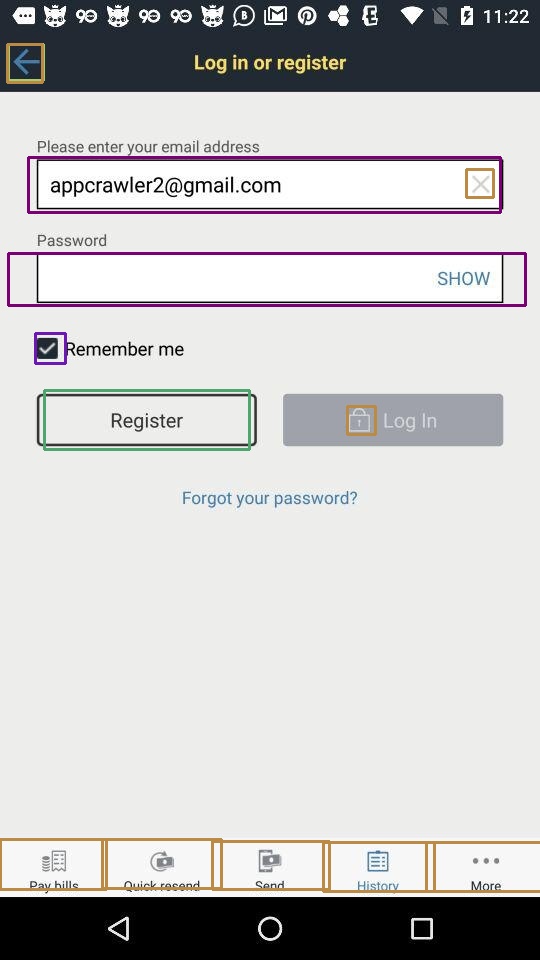 11:22
Log in or register
Please enter your email address
appcrawler2@gmail.com
Password
SHOW
Remember me
Register
Log In
Forgot your password?
Pay bills
Quick resend
Send
History
More